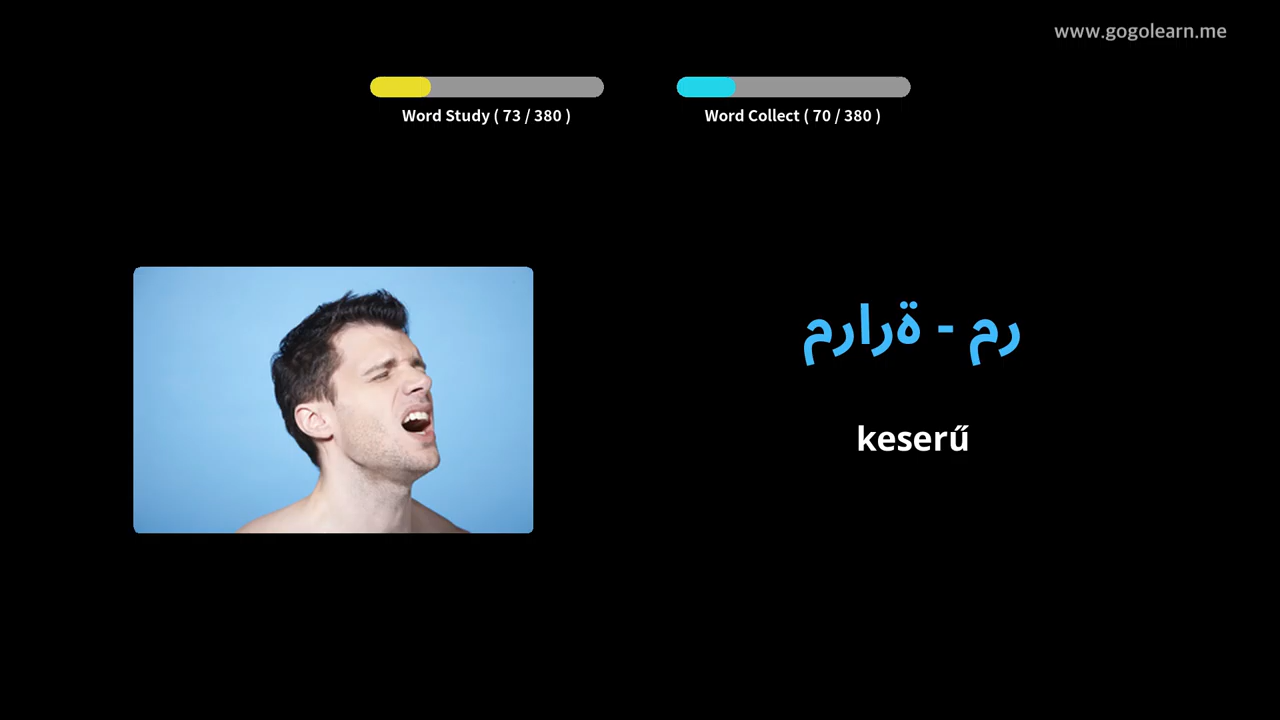 www.gogolearn.me
Word Study ( 73 / 380 )
Word Collect ( 70 / 380 )
مرارة - مر
keserű